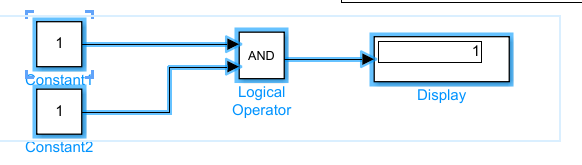 1
Constant1
1
Constant2
AND
Logical
Operator
1
Display